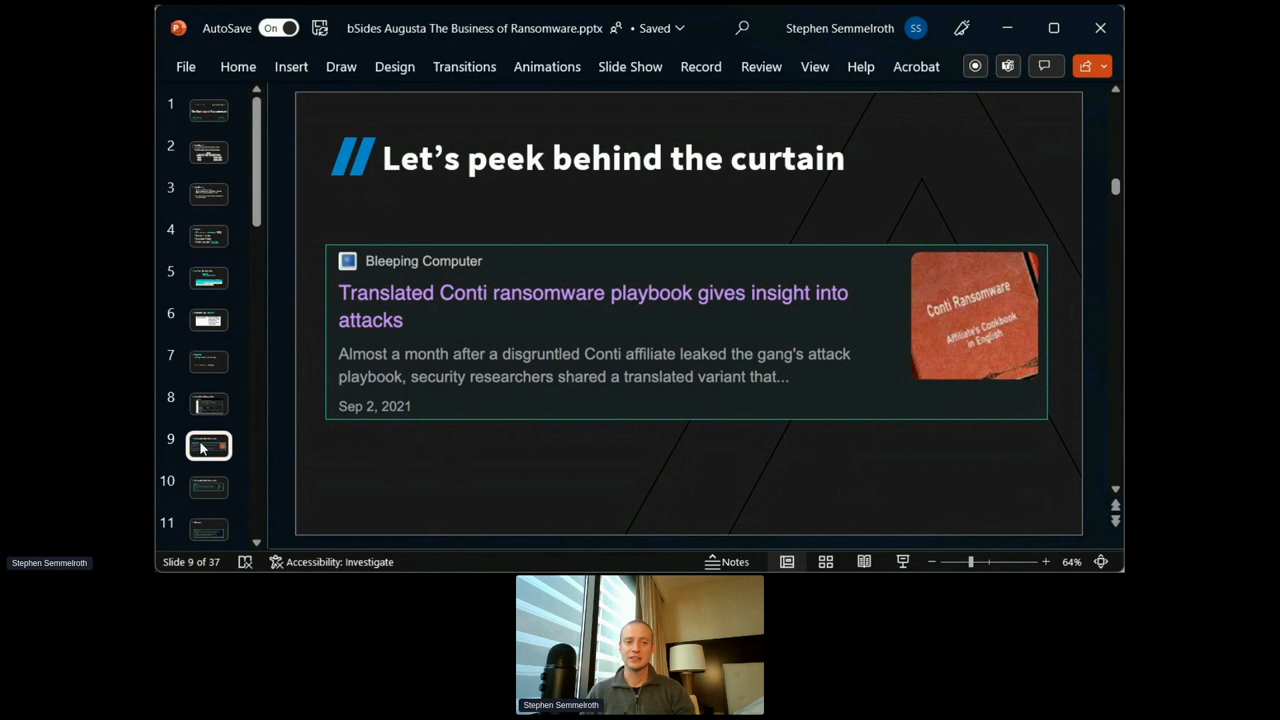 AutoSave On bSides Augusta The Business of Ransomware.pptx • Saved Stephen Semmelroth SS
File Home Insert Draw Design Transitions Animations Slide Show Record Review View Help Acrobat
1
2
3
4
5
6
7
8
9
10
11
Let's peek behind the curtain
Bleeping Computer
Translated Conti ransomware playbook gives insight into
attacks
Almost a month after a disgruntled Conti affiliate leaked the gang's attack
playbook, security researchers shared a translated variant that...
Sep 2, 2021
Conti Ransomware
Affiliate's Cookbook
in English
Slide 9 of 37 Accessibility: Investigate Notes 64%
Stephen Semmelroth
Stephen Semmelroth